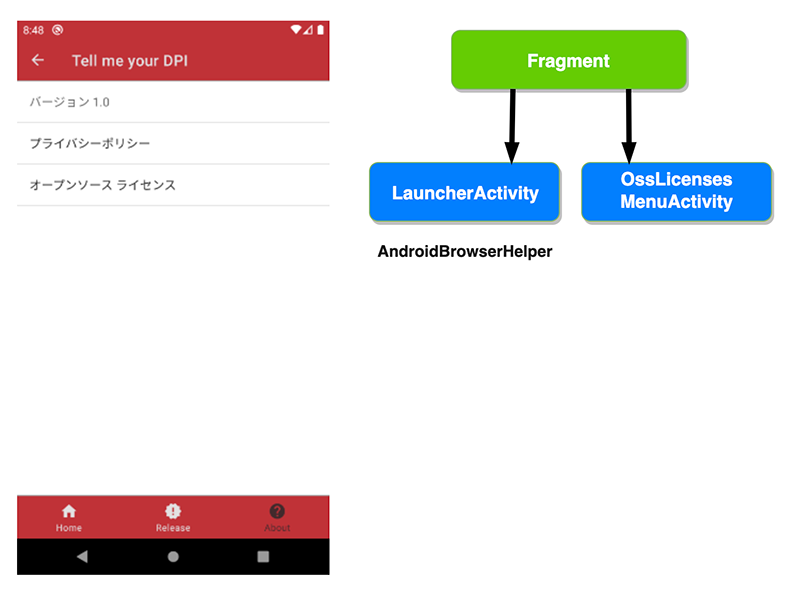 8:48
Tell me your DPI
バージョン 1.0
プライバシーポリシー
オープンソース ライセンス
Home
Release
About
Fragment
LauncherActivity
OssLicenses
MenuActivity
AndroidBrowserHelper